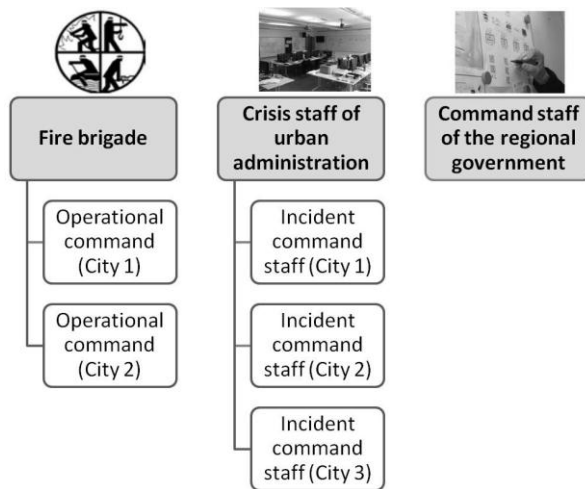 Fire brigade
Operational
command
(City 1)
Operational
command
(City 2)
Crisis staff of
urban
administration
Incident
command
staff (City 1)
Incident
command
staff (City 2)
Incident
command
staff (City 3)
Command staff
of the regional
government